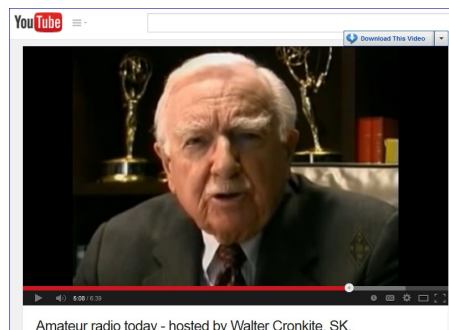 YouTube
Download This Video
5:08 / 6:39
Amateur radio today - hosted by Walter Cronkite, SK.